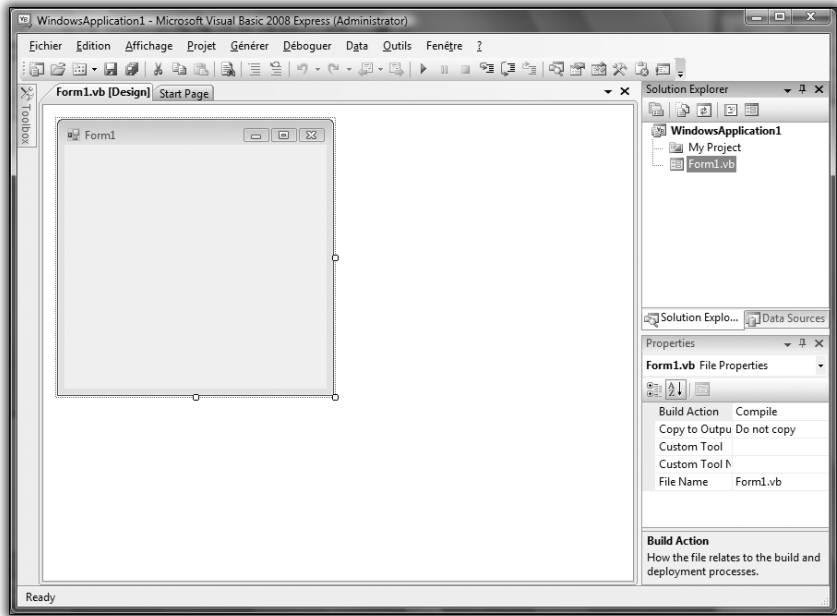 WindowsApplication1 - Microsoft Visual Basic 2008 Express (Administrator)
Fichier Edition Affichage Projet Générer Déboguer Data Outils Fenêtre ?
Form1.vb [Design] Start Page
Toolbox
Form1
Solution Explorer
WindowsApplication1
My Project
Form1.vb
Solution Explo... Data Sources
Properties
Form1.vb File Properties
Build Action Compile
Copy to Outpu Do not copy
Custom Tool
Custom Tool N
File Name Form1.vb
Build Action
How the file relates to the build and
deployment processes.
Ready